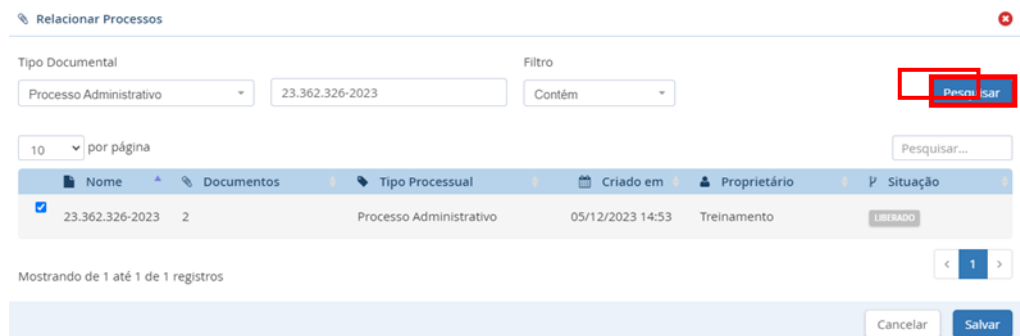 Relacionar Processos
Tipo Documental Filtro
Processo Administrativo 23.362.326-2023 Contém Pesquisar
10 por página Pesquisar...
Nome Documentos Tipo Processual Criado em Proprietário Situação
23.362.326-2023 2 Processo Administrativo 05/12/2023 14:53 Treinamento LIBERADO
Mostrando de 1 até 1 de 1 registros
< 1 >
Cancelar Salvar